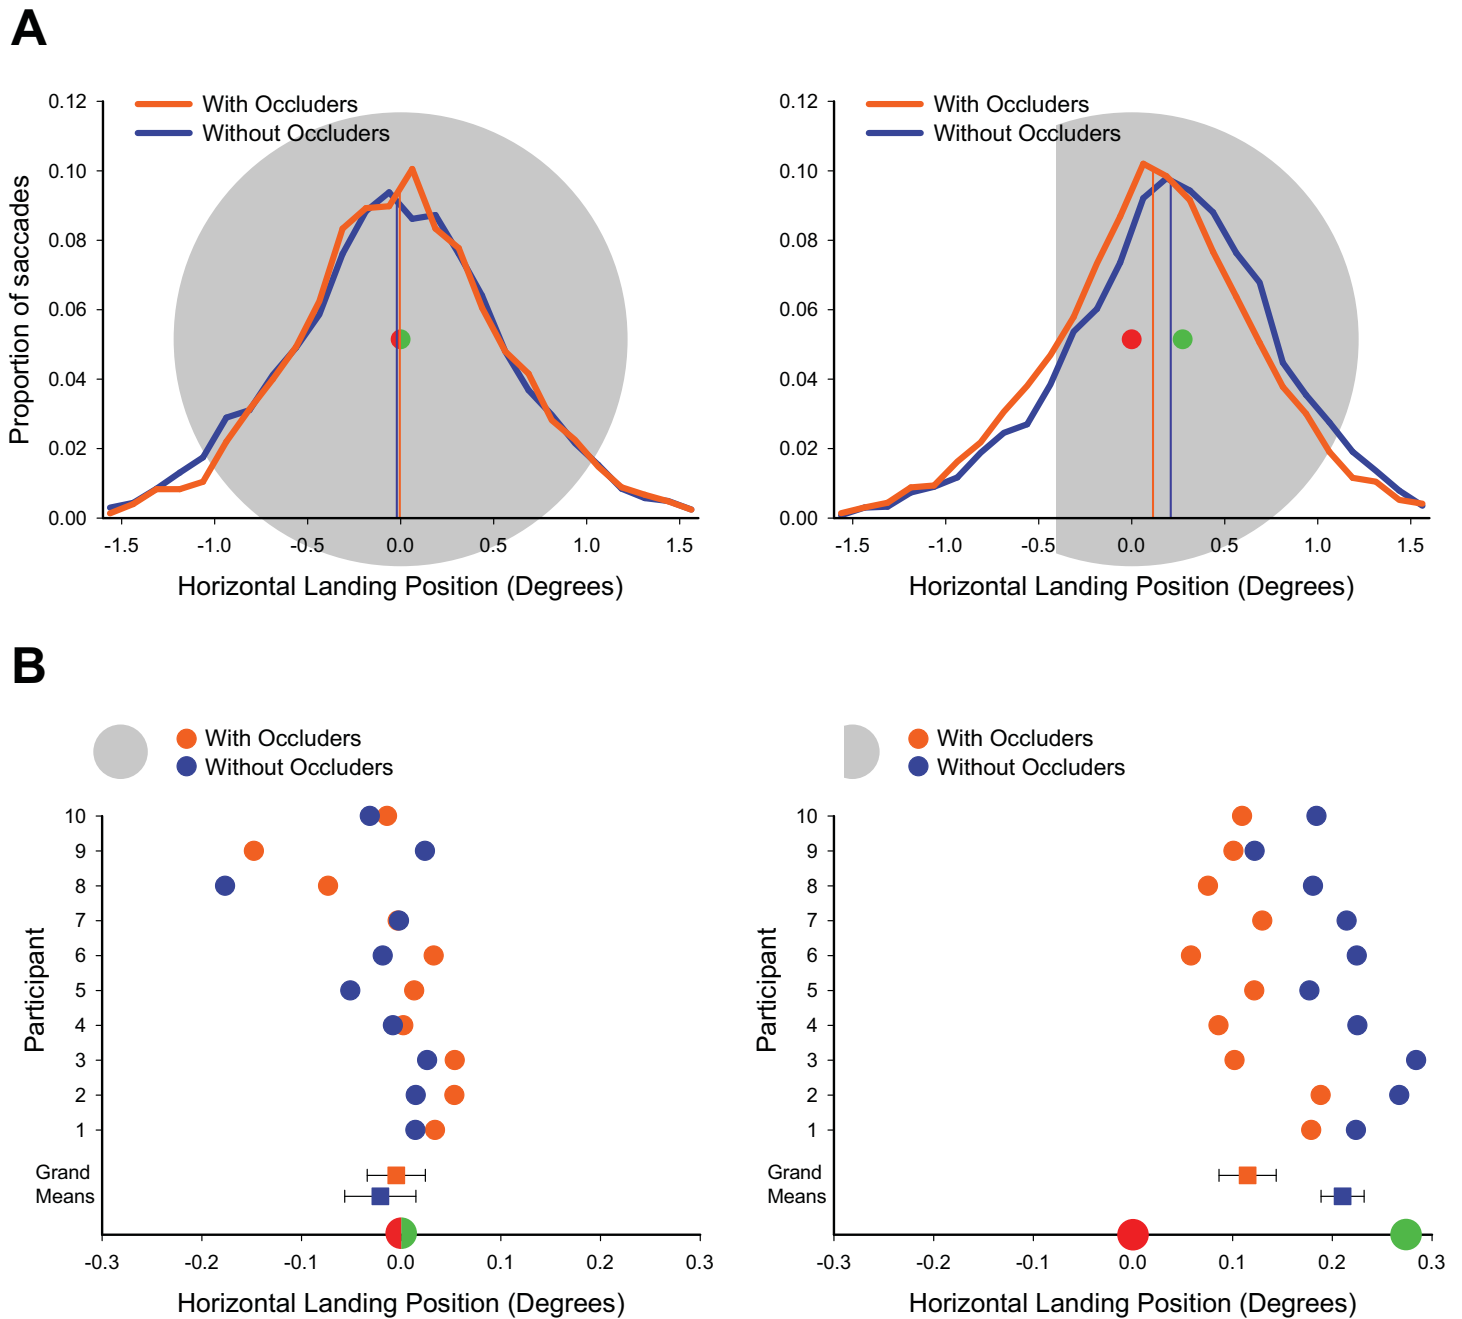 A
With Occluders
Without Occluders
0.12
0.10
0.08
0.06
0.04
0.02
0.00
Proportion of saccades
-1.5 -1.0 -0.5 0.0 0.5 1.0 1.5
Horizontal Landing Position (Degrees)
With Occluders
Without Occluders
0.12
0.10
0.08
0.06
0.04
0.02
0.00
-1.5 -1.0 -0.5 0.0 0.5 1.0 1.5
Horizontal Landing Position (Degrees)
B
With Occluders
Without Occluders
10
9
8
7
6
5
4
3
2
1
Participant
Grand
Means
-0.3 -0.2 -0.1 0.0 0.1 0.2 0.3
Horizontal Landing Position (Degrees)
With Occluders
Without Occluders
10
9
8
7
6
5
4
3
2
1
Participant
Grand
Means
-0.3 -0.2 -0.1 0.0 0.1 0.2 0.3
Horizontal Landing Position (Degrees)